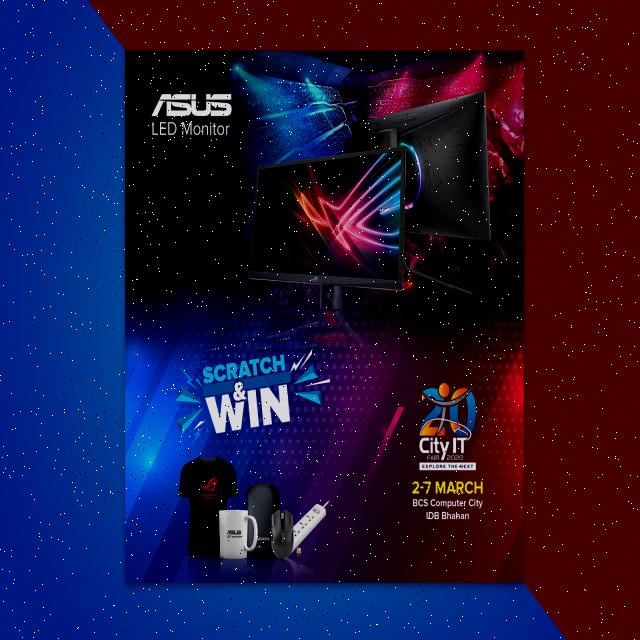 ASUS
LED Monitor
SCRATCH
&
WIN
20
City IT
FAIR 2020
EXPLORE THE NEXT
2-7 MARCH
BCS Computer City
IDB Bhaban
ASUS